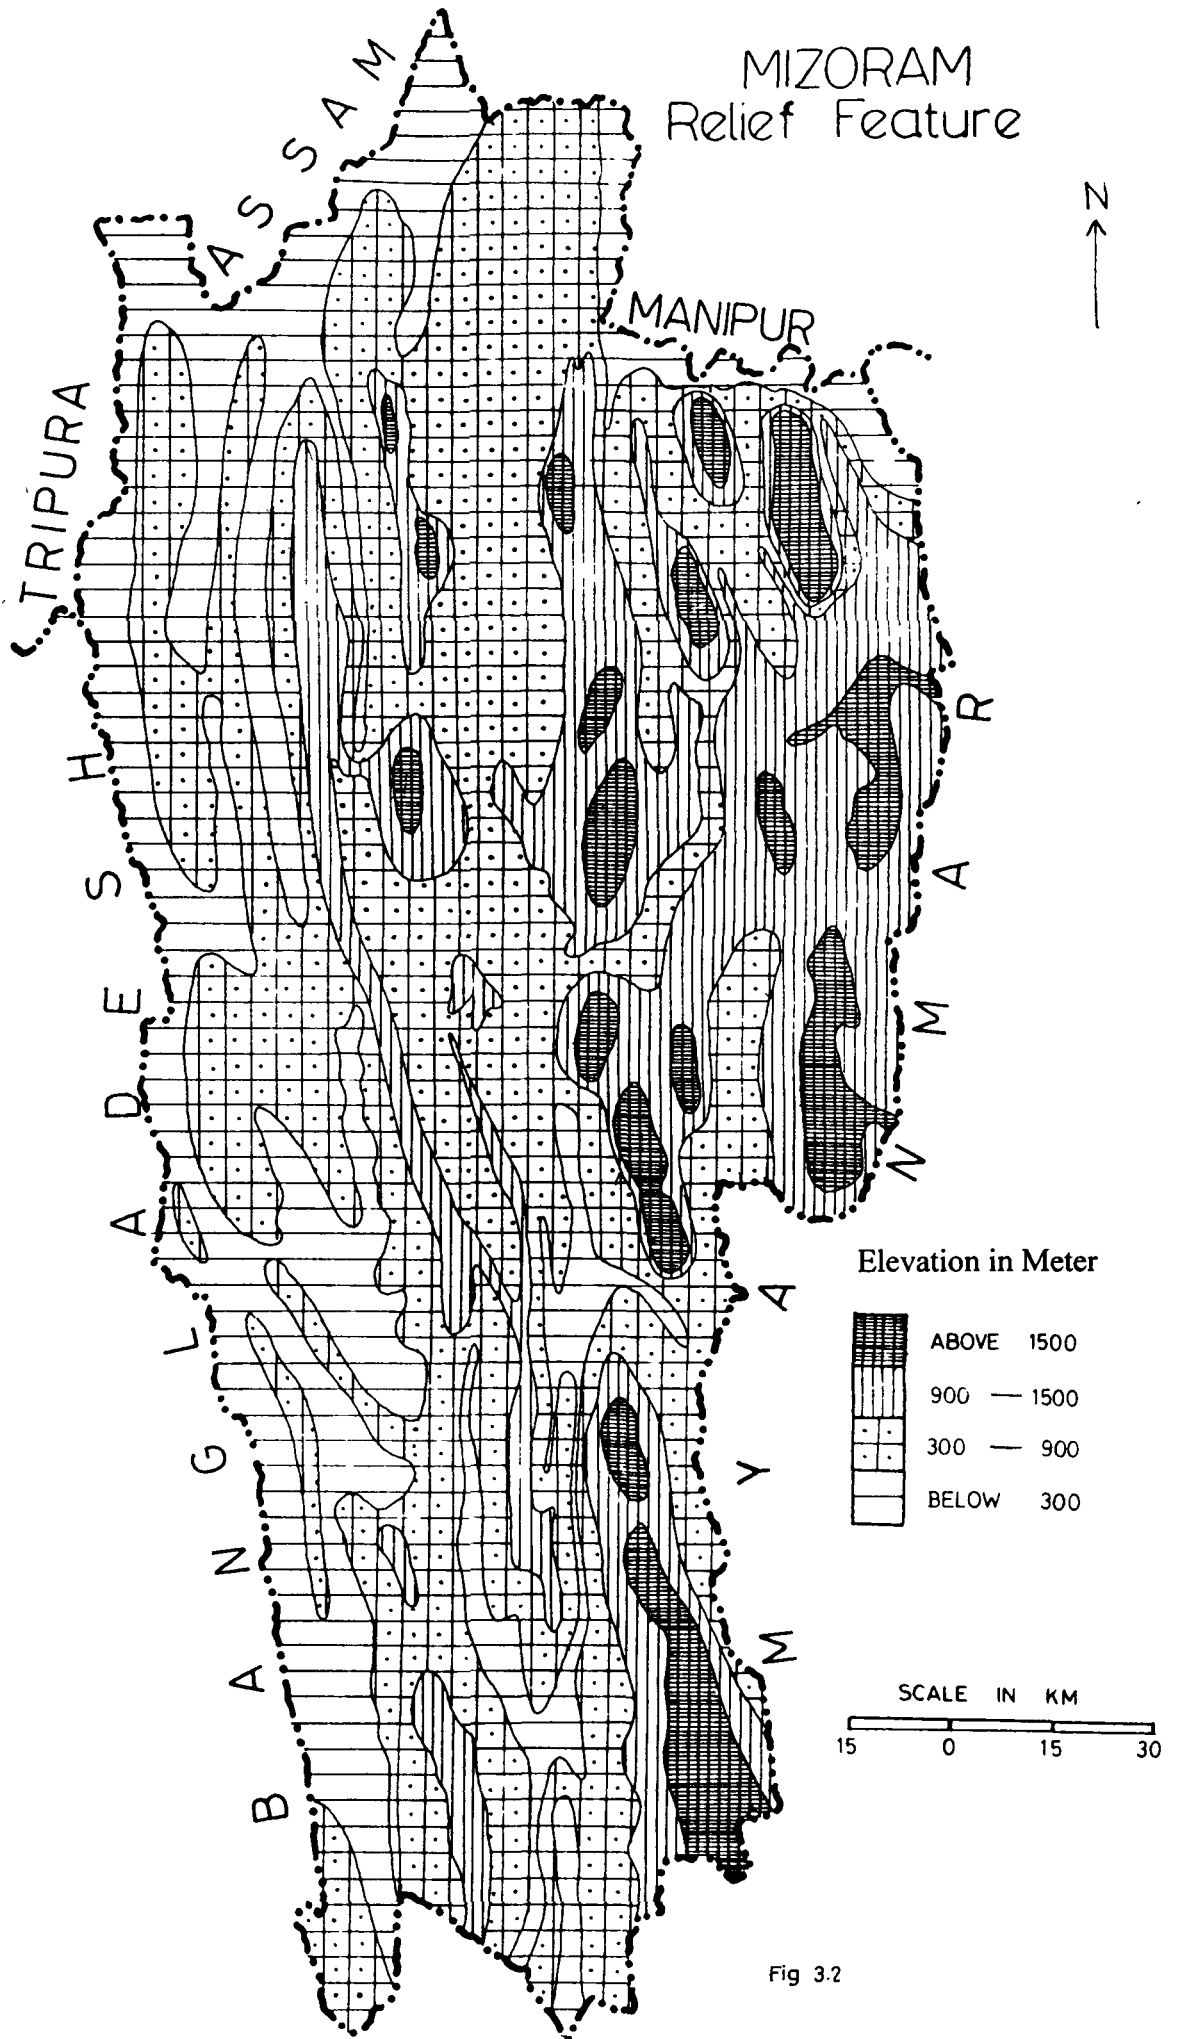 MIZORAM
Relief Feature
N
ASSAM
MANIPUR
TRIPURA
BANGLADESH
MYANMAR
Elevation in Meter
ABOVE 1500
900 — 1500
300 — 900
BELOW 300
SCALE IN KM
15 0 15 30
Fig 3.2